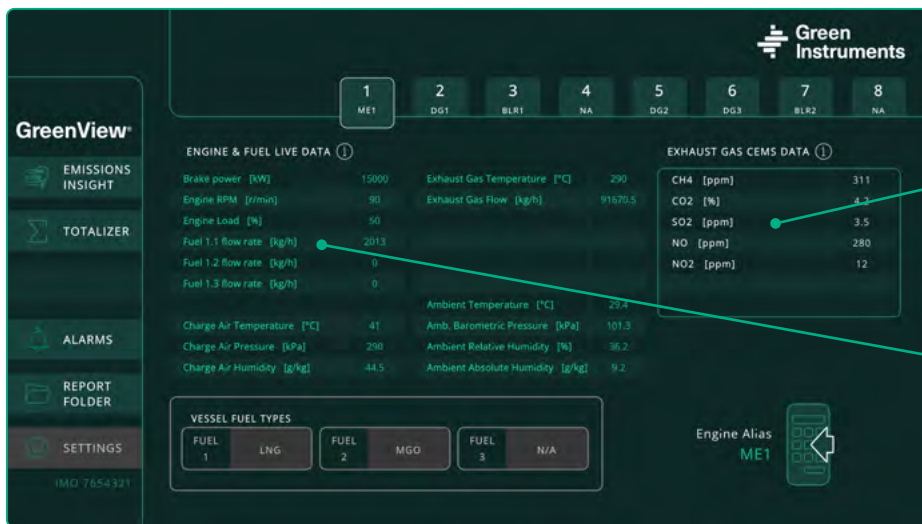 Green
Instruments
1 2 3 4 5 6 7 8
ME1 DG1 BLR1 NA DG2 DG3 BLR2 NA
GreenView®
EMISSIONS
INSIGHT
TOTALIZER
ALARMS
REPORT
FOLDER
SETTINGS
IMO 7654321
ENGINE & FUEL LIVE DATA
Brake power [kW] 15000
Engine RPM [r/min] 90
Engine Load [%] 50
Fuel 1.1 flow rate [kg/h] 2013
Fuel 1.2 flow rate [kg/h] 0
Fuel 1.3 flow rate [kg/h] 0
Charge Air Temperature [°C] 41
Charge Air Pressure [kPa] 290
Charge Air Humidity [g/kg] 44.5
Exhaust Gas Temperature [°C] 290
Exhaust Gas Flow [kg/h] 91670.5
Ambient Temperature [°C] 29.4
Amb. Barometric Pressure [kPa] 101.3
Ambient Relative Humidity [%] 36.2
Ambient Absolute Humidity [g/kg] 9.2
EXHAUST GAS CEMS DATA
CH4 [ppm] 311
CO2 [%] 4.2
SO2 [ppm] 3.5
NO [ppm] 280
NO2 [ppm] 12
VESSEL FUEL TYPES
FUEL 1 LNG
FUEL 2 MGO
FUEL 3 N/A
Engine Alias
ME1